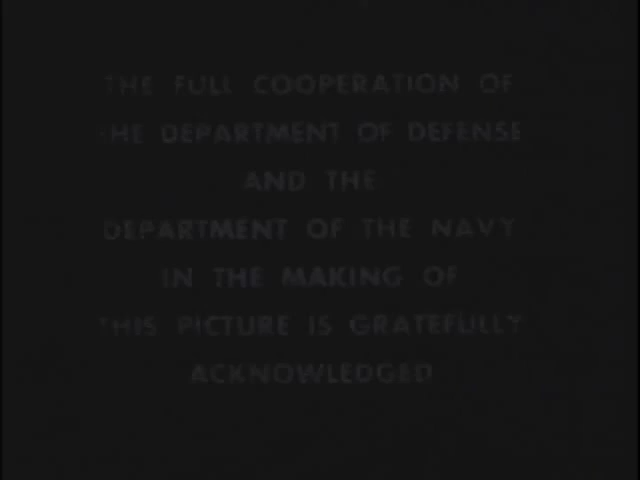 THE FULL COOPERATION OF
THE DEPARTMENT OF DEFENSE
AND THE
DEPARTMENT OF THE NAVY
IN THE MAKING OF
THIS PICTURE IS GRATEFULLY
ACKNOWLEDGED